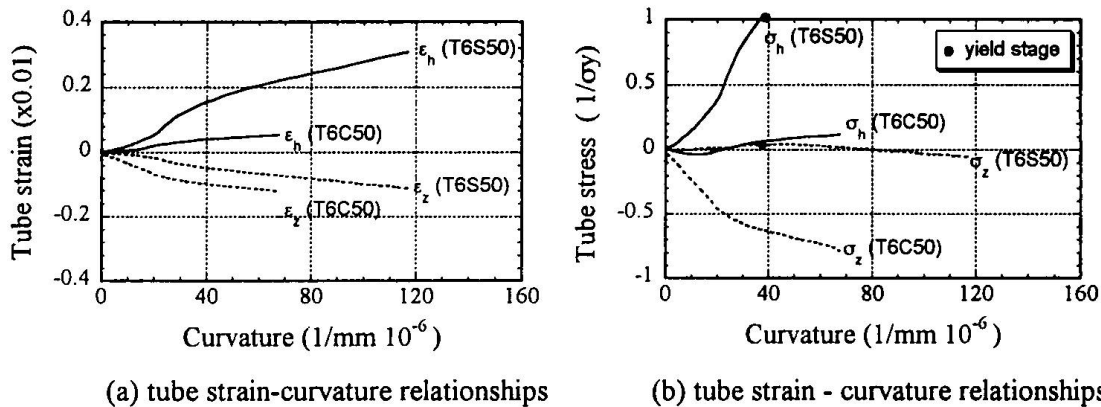 Tube strain (x0.01)
0.4
0.2
0
-0.2
-0.4
0
40
80
120
160
Curvature (1/mm 10⁻⁶)
ε_h (T6S50)
ε_h (T6C50)
ε_z (T6S50)
ε_z (T6C50)
(a) tube strain-curvature relationships
Tube stress (1/σy)
1
0.5
0
-0.5
-1
0
40
80
120
160
Curvature (1/mm 10⁻⁶)
σ_h (T6S50)
yield stage
σ_h (T6C50)
σ_z (T6S50)
σ_z (T6C50)
(b) tube strain - curvature relationships